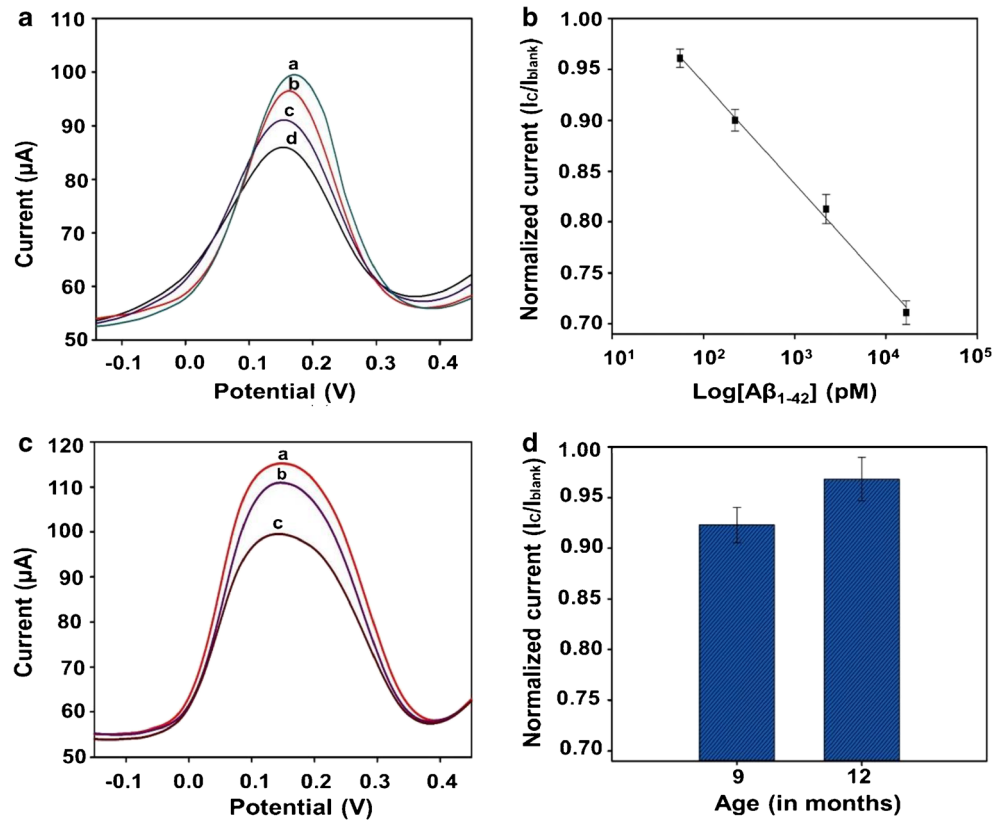 a
Current (µA)
110
100
90
80
70
60
50
a
b
c
d
-0.1
0.0
0.1
0.2
0.3
0.4
Potential (V)
b
Normalized current (Ic/Iblank)
1.00
0.95
0.90
0.85
0.80
0.75
0.70
10¹
10²
10³
10⁴
10⁵
Log[Aβ₁₋₄₂] (pM)
c
Current (µA)
120
110
100
90
80
70
60
50
a
b
c
-0.1
0.0
0.1
0.2
0.3
0.4
Potential (V)
d
Normalized current (Ic/Iblank)
1.00
0.95
0.90
0.85
0.80
0.75
0.70
9
12
Age (in months)